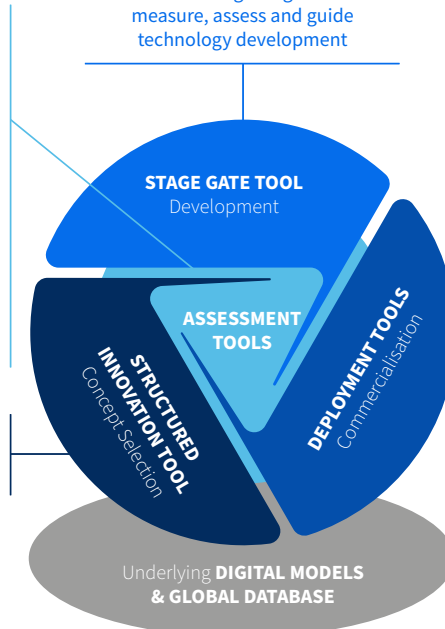 measure, assess and guide
technology development
STAGE GATE TOOL
Development
ASSESSMENT
TOOLS
DEPLOYMENT TOOLS
Commercialisation
STRUCTURED
INNOVATION TOOL
Concept Selection
Underlying DIGITAL MODELS
& GLOBAL DATABASE